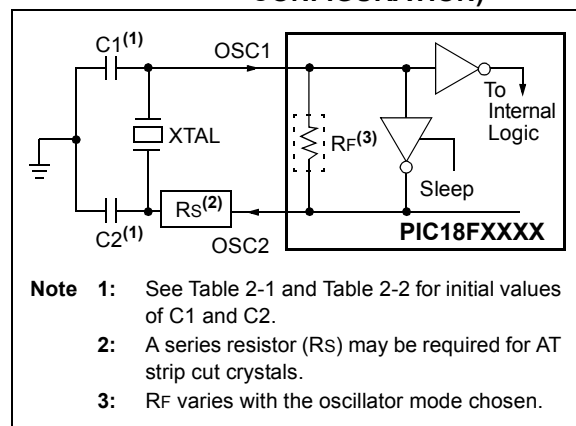 CONFIGURATION)
C1(1)
OSC1
To
Internal
Logic
XTAL
RF(3)
Sleep
RS(2)
C2(1)
OSC2
PIC18FXXXX
Note 1: See Table 2-1 and Table 2-2 for initial values
of C1 and C2.
2: A series resistor (RS) may be required for AT
strip cut crystals.
3: RF varies with the oscillator mode chosen.